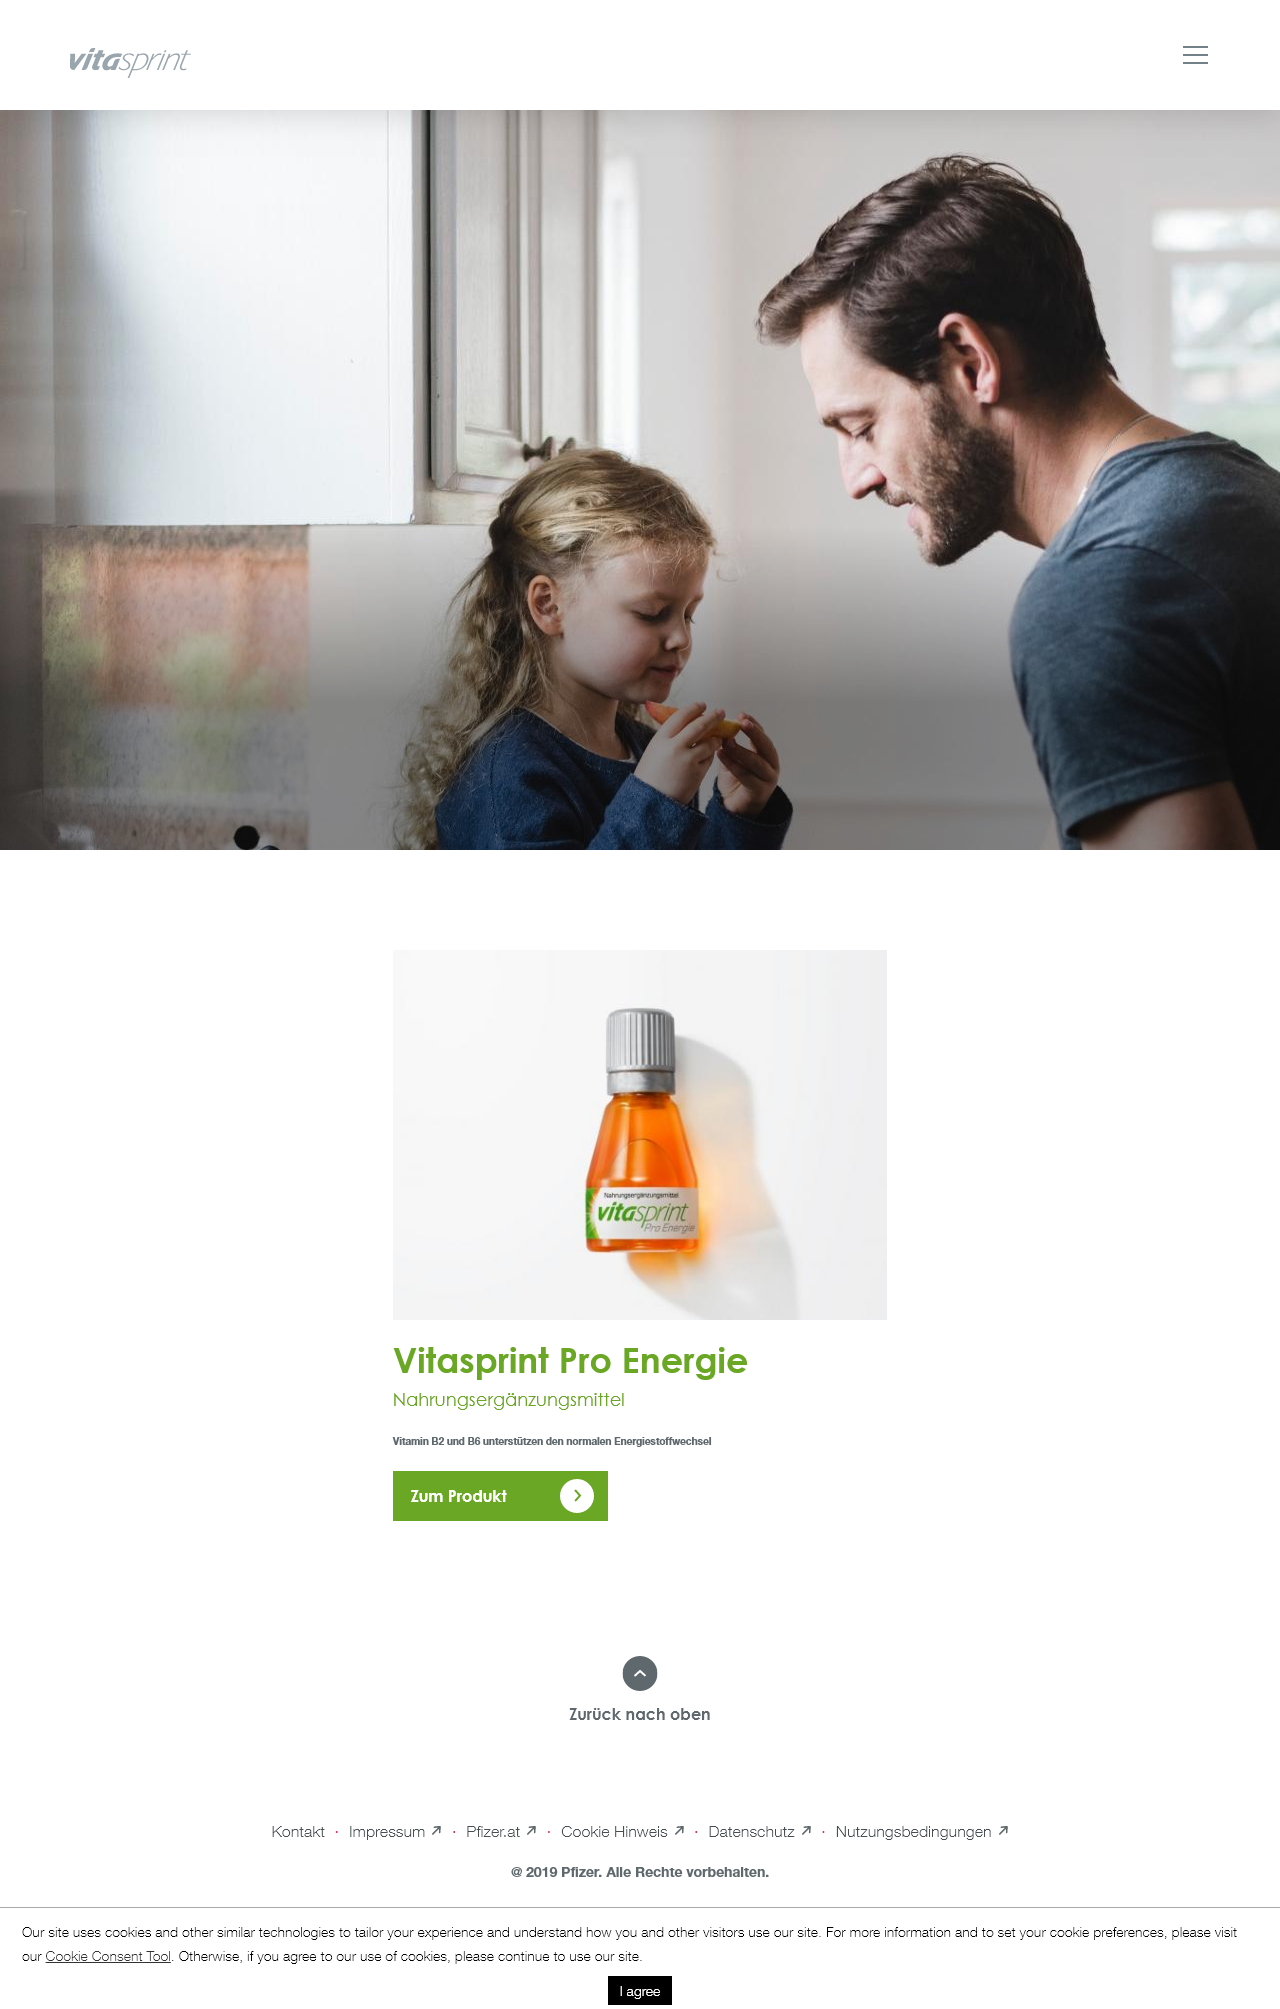 vitasprint
Nahrungsergänzungsmittel
vitasprint
Pro Energie
Vitasprint Pro Energie
Nahrungsergänzungsmittel
Vitamin B2 und B6 unterstützen den normalen Energiestoffwechsel
Zum Produkt
Zurück nach oben
Kontakt · Impressum · Pfizer.at · Cookie Hinweis · Datenschutz · Nutzungsbedingungen
@ 2019 Pfizer. Alle Rechte vorbehalten.
Our site uses cookies and other similar technologies to tailor your experience and understand how you and other visitors use our site. For more information and to set your cookie preferences, please visit
our Cookie Consent Tool. Otherwise, if you agree to our use of cookies, please continue to use our site.
I agree